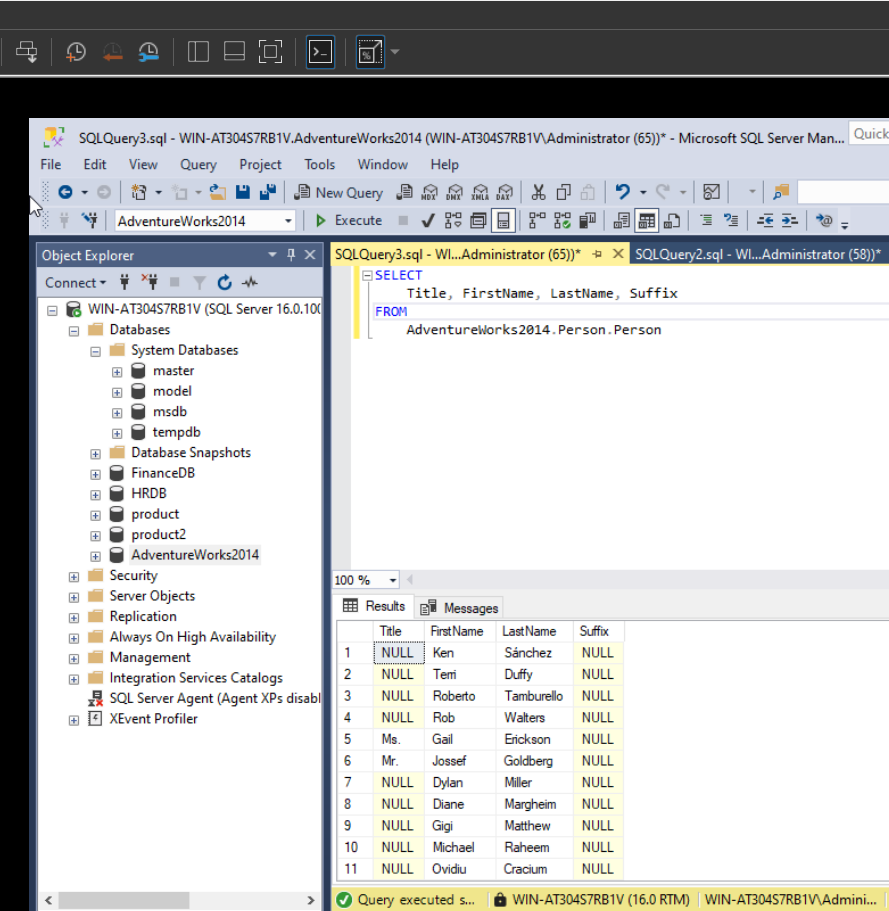 SQLQuery3.sql - WIN-AT304S7RB1V.AdventureWorks2014 (WIN-AT304S7RB1V\Administrator (65))* - Microsoft SQL Server Man...
Quick
File Edit View Query Project Tools Window Help
New Query MDX DMX XMLA DAX
AdventureWorks2014 Execute
Object Explorer
Connect
WIN-AT304S7RB1V (SQL Server 16.0.100
Databases
System Databases
master
model
msdb
tempdb
Database Snapshots
FinanceDB
HRDB
product
product2
AdventureWorks2014
Security
Server Objects
Replication
Always On High Availability
Management
Integration Services Catalogs
SQL Server Agent (Agent XPs disabl
XEvent Profiler
SQLQuery3.sql - WI...Administrator (65))* SQLQuery2.sql - WI...Administrator (58))*
SELECT
Title, FirstName, LastName, Suffix
FROM
AdventureWorks2014.Person.Person
100 %
Results Messages
Title FirstName LastName Suffix
1 NULL Ken Sánchez NULL
2 NULL Terri Duffy NULL
3 NULL Roberto Tamburello NULL
4 NULL Rob Walters NULL
5 Ms. Gail Erickson NULL
6 Mr. Jossef Goldberg NULL
7 NULL Dylan Miller NULL
8 NULL Diane Margheim NULL
9 NULL Gigi Matthew NULL
10 NULL Michael Raheem NULL
11 NULL Ovidiu Cracium NULL
Query executed s... WIN-AT304S7RB1V (16.0 RTM) WIN-AT304S7RB1V\Admini...